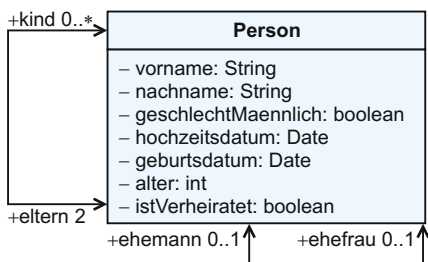 +kind 0..*
Person
– vorname: String
– nachname: String
– geschlechtMaennlich: boolean
– hochzeitsdatum: Date
– geburtsdatum: Date
– alter: int
– istVerheiratet: boolean
+eltern 2
+ehemann 0..1 +ehefrau 0..1